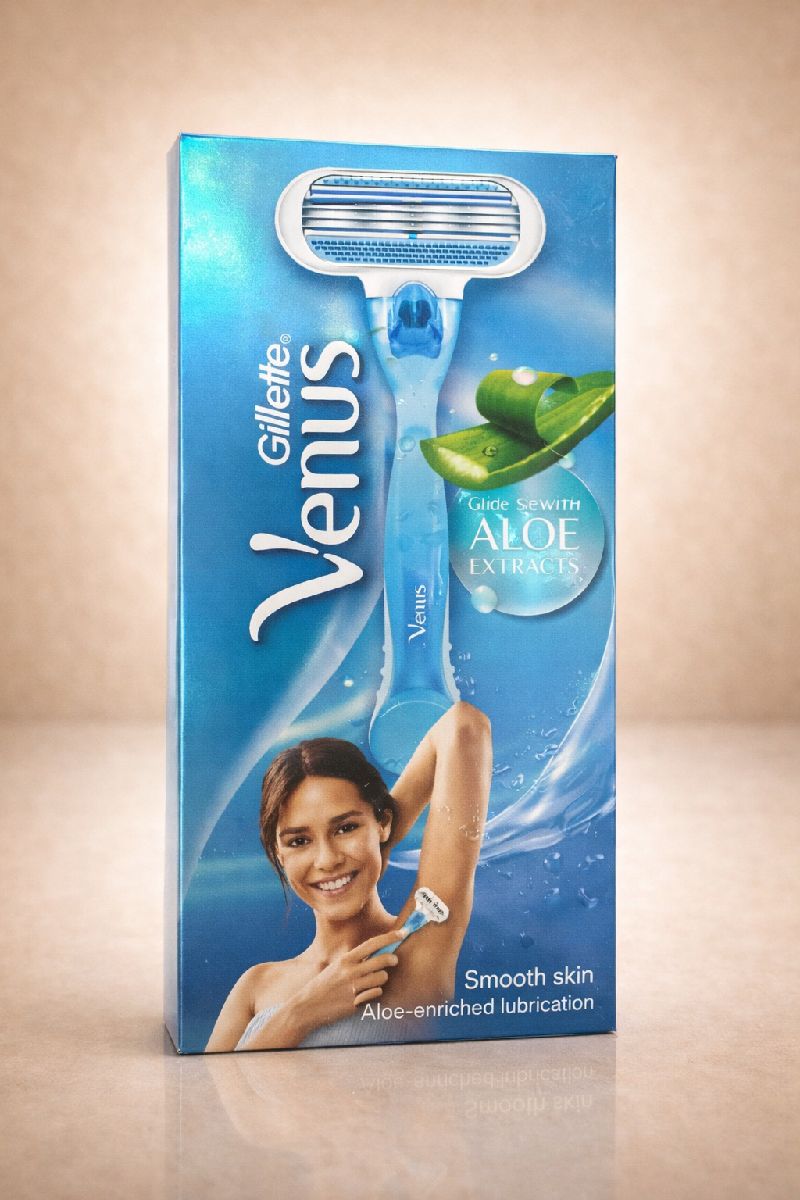 Gillette®
Venus
Glide SeWITH
ALOE
EXTRACTS
Venus
Smooth skin
Aloe-enriched lubrication